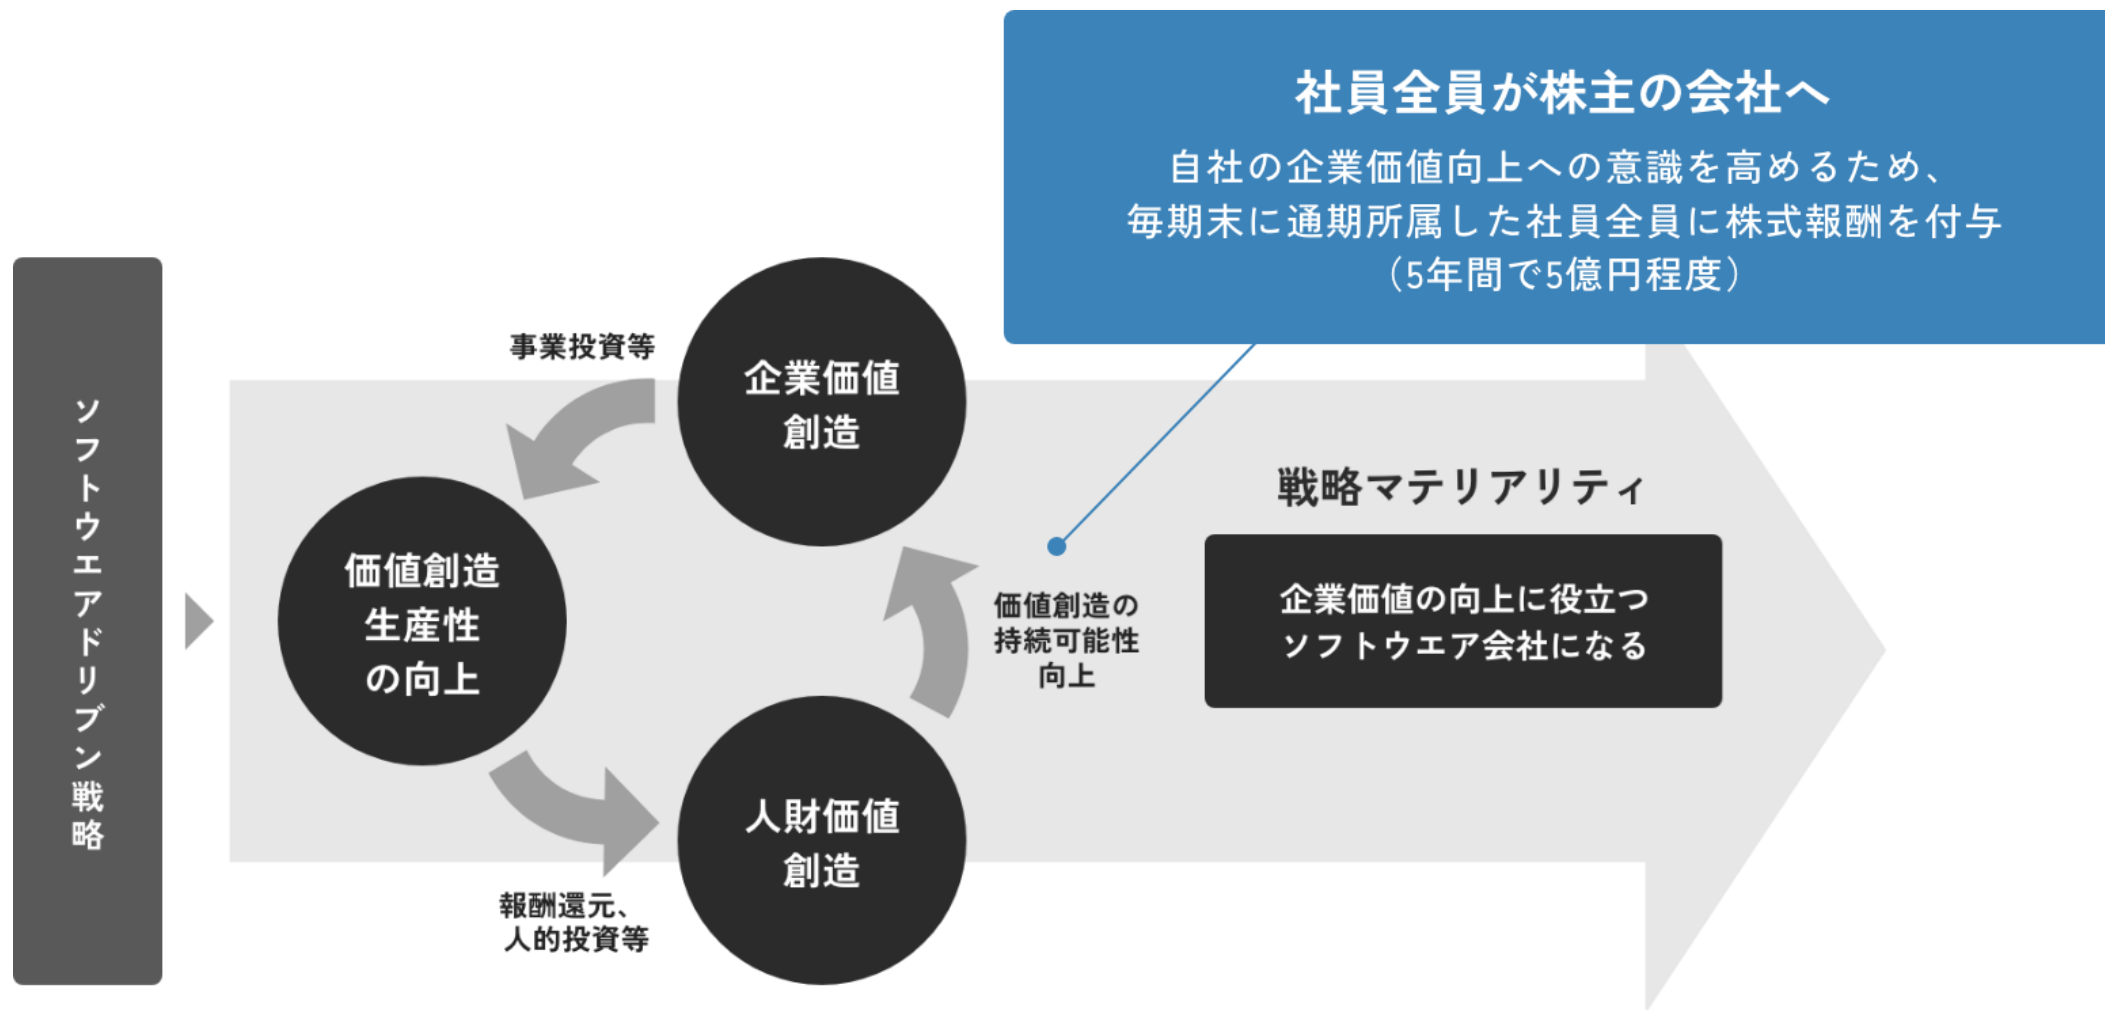 社員全員が株主の会社へ
自社の企業価値向上への意識を高めるため、
毎期末に通期所属した社員全員に株式報酬を付与
（5年間で5億円程度）
ソフトウエアドリブン戦略
事業投資等
企業価値
創造
価値創造
生産性
の向上
報酬還元、
人的投資等
人財価値
創造
価値創造の
持続可能性
向上
戦略マテリアリティ
企業価値の向上に役立つ
ソフトウエア会社になる